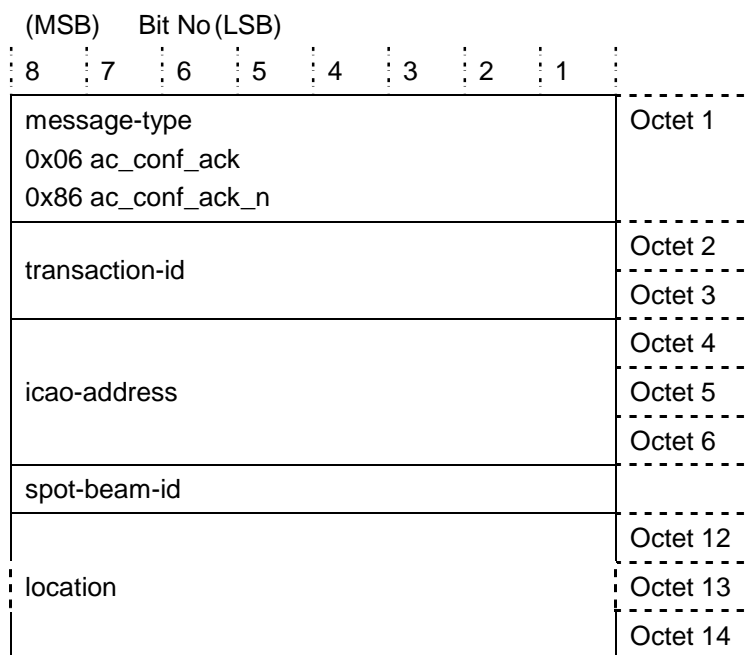 (MSB) Bit No (LSB)
8 7 6 5 4 3 2 1
message-type
0x06 ac_conf_ack
0x86 ac_conf_ack_n
Octet 1
transaction-id
Octet 2
Octet 3
icao-address
Octet 4
Octet 5
Octet 6
spot-beam-id
location
Octet 12
Octet 13
Octet 14